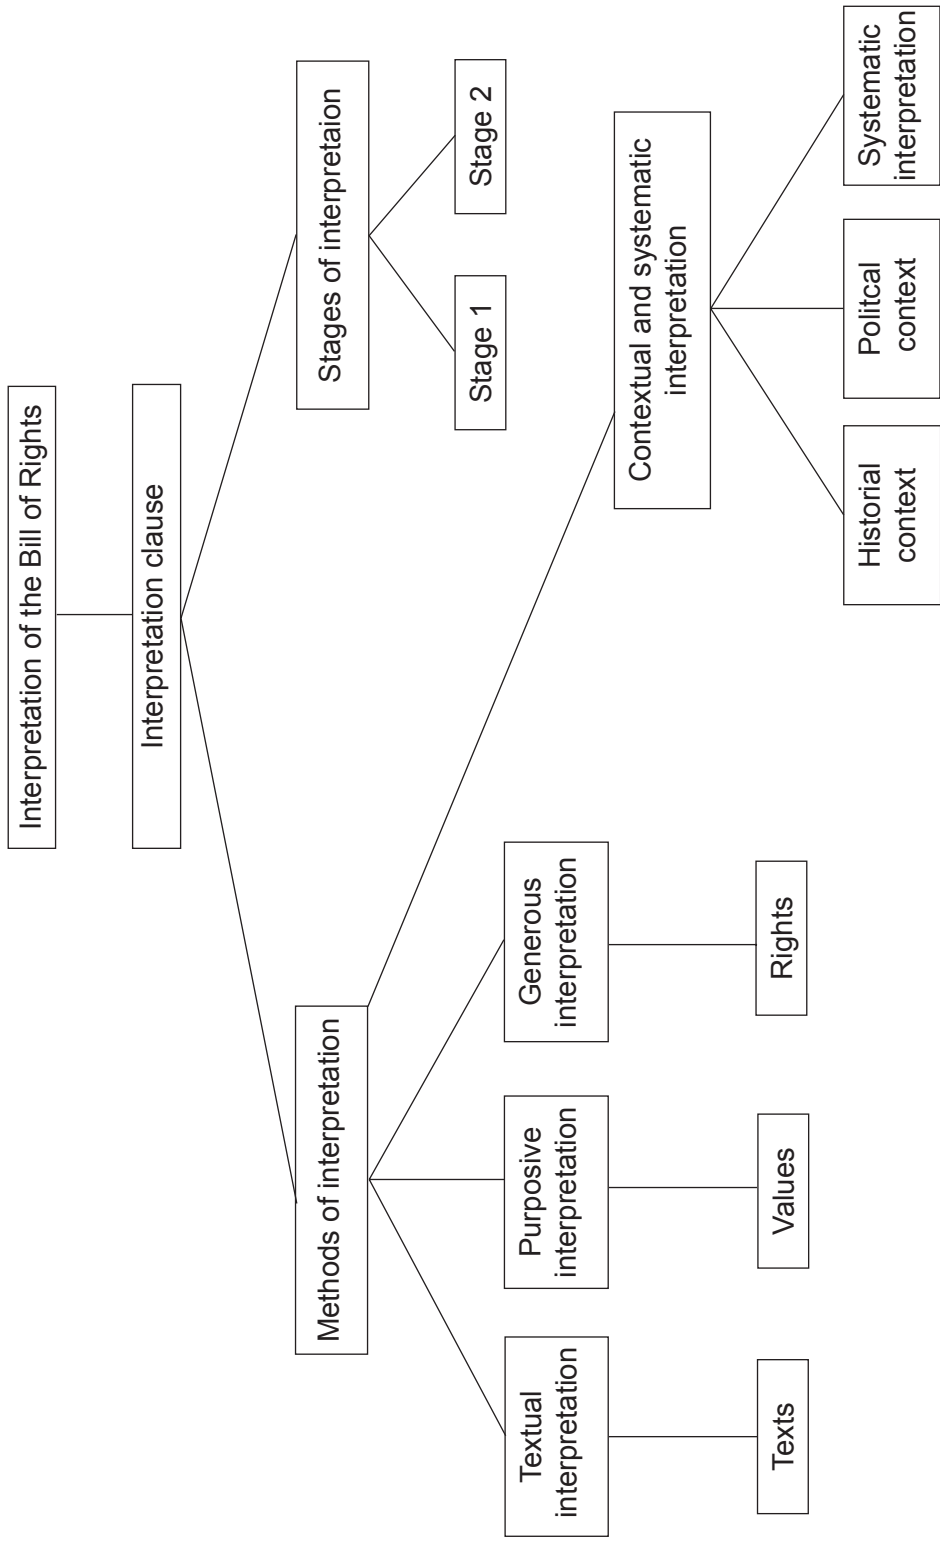 Interpretation of the Bill of Rights
Interpretation clause
Methods of interpretation
Stages of interpretaion
Stage 1
Stage 2
Textual
interpretation
Purposive
interpretation
Generous
interpretation
Contextual and systematic
interpretation
Texts
Values
Rights
Historial
context
Politcal
context
Systematic
interpretation